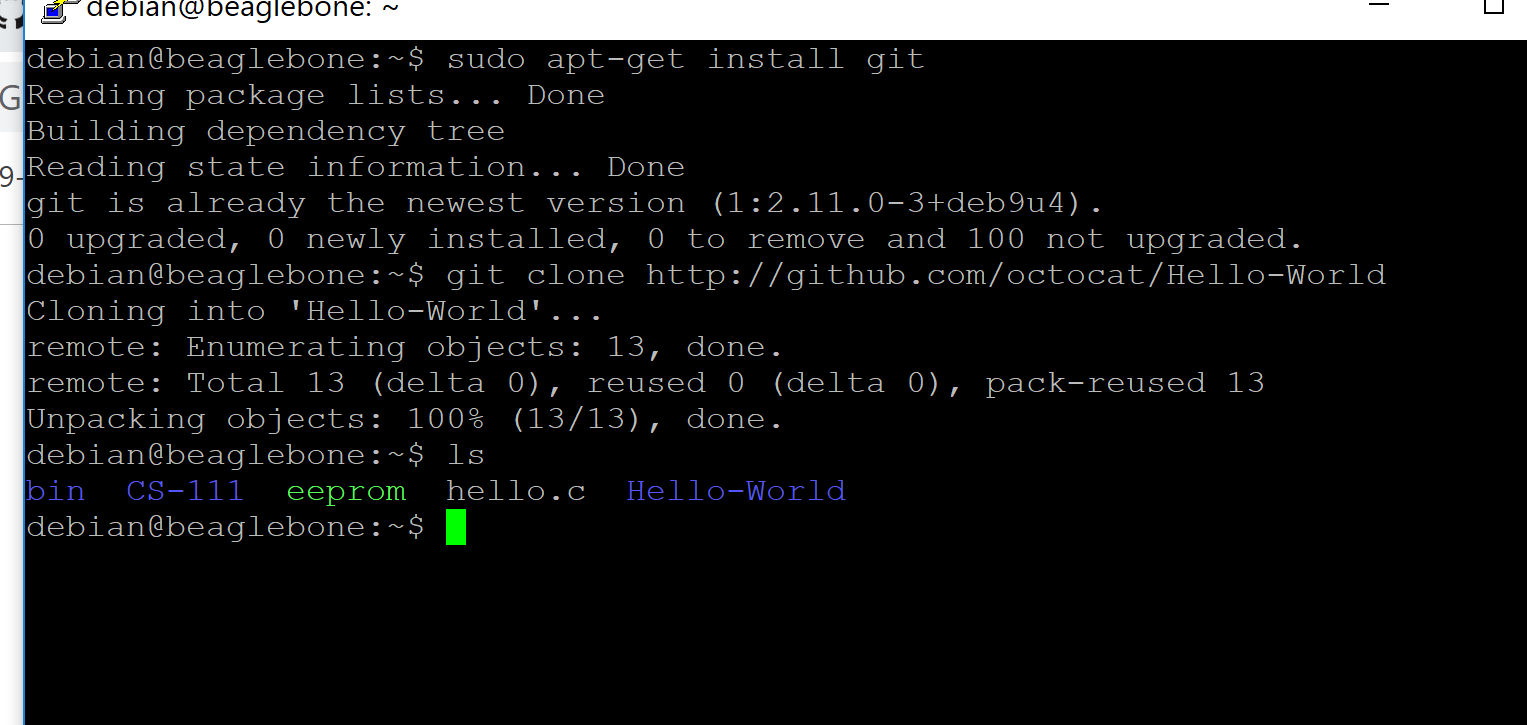 debian@beaglebone: ~
debian@beaglebone:~$ sudo apt-get install git
Reading package lists... Done
Building dependency tree
Reading state information... Done
git is already the newest version (1:2.11.0-3+deb9u4).
0 upgraded, 0 newly installed, 0 to remove and 100 not upgraded.
debian@beaglebone:~$ git clone http://github.com/octocat/Hello-World
Cloning into 'Hello-World'...
remote: Enumerating objects: 13, done.
remote: Total 13 (delta 0), reused 0 (delta 0), pack-reused 13
Unpacking objects: 100% (13/13), done.
debian@beaglebone:~$ ls
bin  CS-111  eeprom  hello.c  Hello-World
debian@beaglebone:~$
G
9-